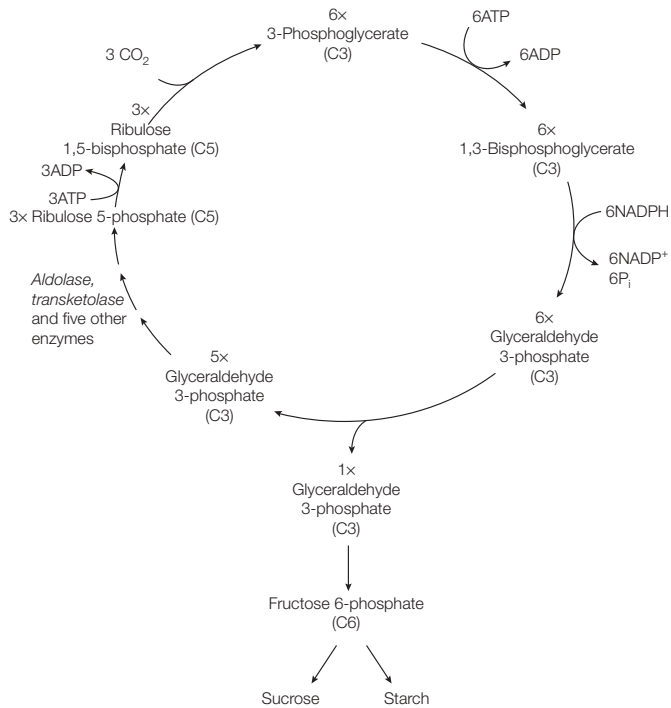 6×
3-Phosphoglycerate
(C3)
6ATP
6ADP
3 CO₂
3×
Ribulose
1,5-bisphosphate (C5)
6×
1,3-Bisphosphoglycerate
(C3)
3ADP
3ATP
3× Ribulose 5-phosphate (C5)
6NADPH
6NADP⁺
6Pᵢ
Aldolase,
transketolase
and five other
enzymes
6×
Glyceraldehyde
3-phosphate
(C3)
5×
Glyceraldehyde
3-phosphate
(C3)
1×
Glyceraldehyde
3-phosphate
(C3)
Fructose 6-phosphate
(C6)
Sucrose
Starch